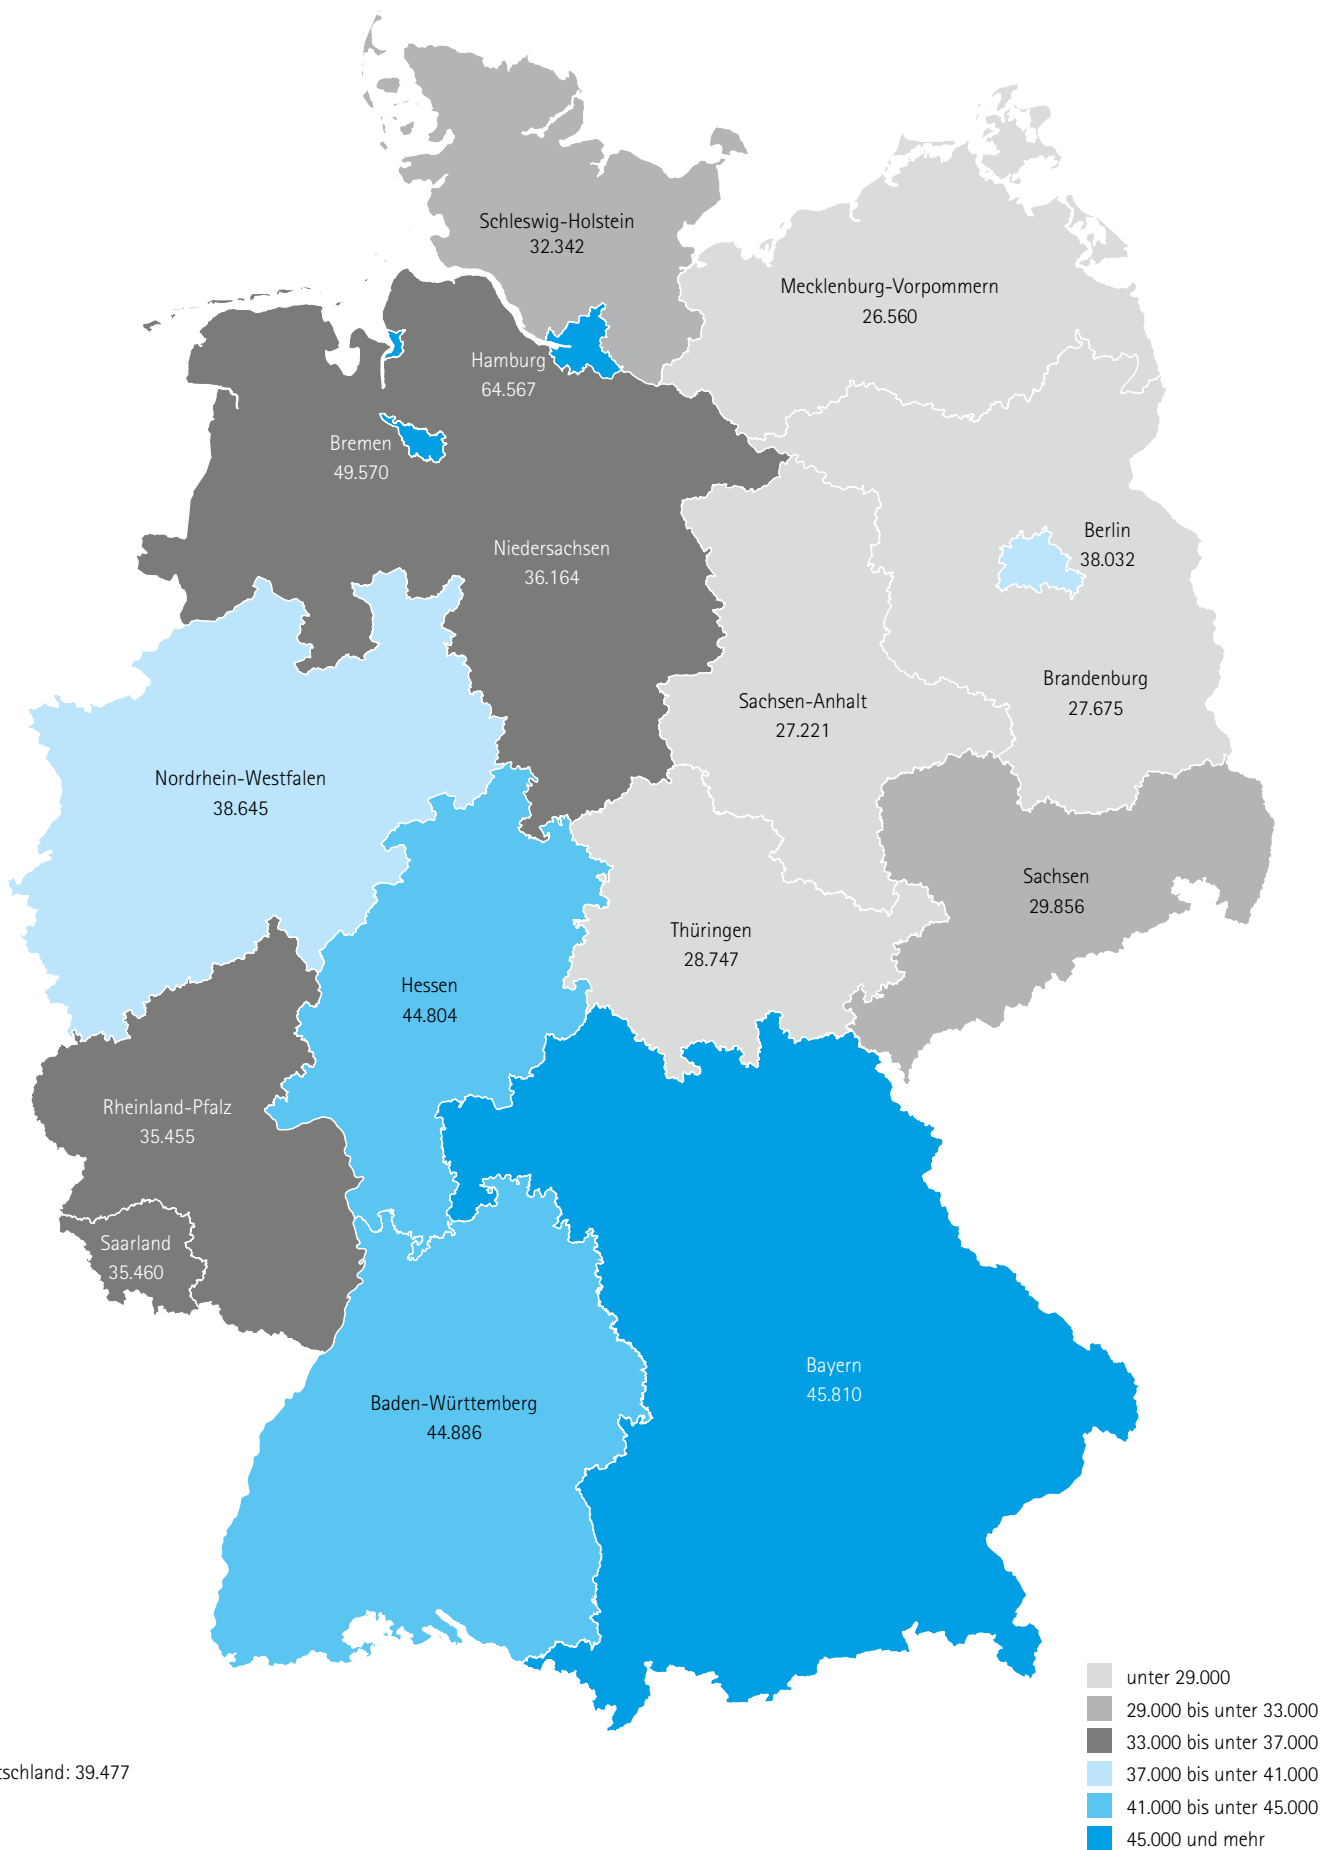 Schleswig-Holstein
32.342
Mecklenburg-Vorpommern
26.560
Hamburg
64.567
Bremen
49.570
Niedersachsen
36.164
Berlin
38.032
Brandenburg
27.675
Sachsen-Anhalt
27.221
Nordrhein-Westfalen
38.645
Sachsen
29.856
Thüringen
28.747
Hessen
44.804
Rheinland-Pfalz
35.455
Saarland
35.460
Bayern
45.810
Baden-Württemberg
44.886
unter 29.000
29.000 bis unter 33.000
33.000 bis unter 37.000
37.000 bis unter 41.000
41.000 bis unter 45.000
45.000 und mehr
tschland: 39.477